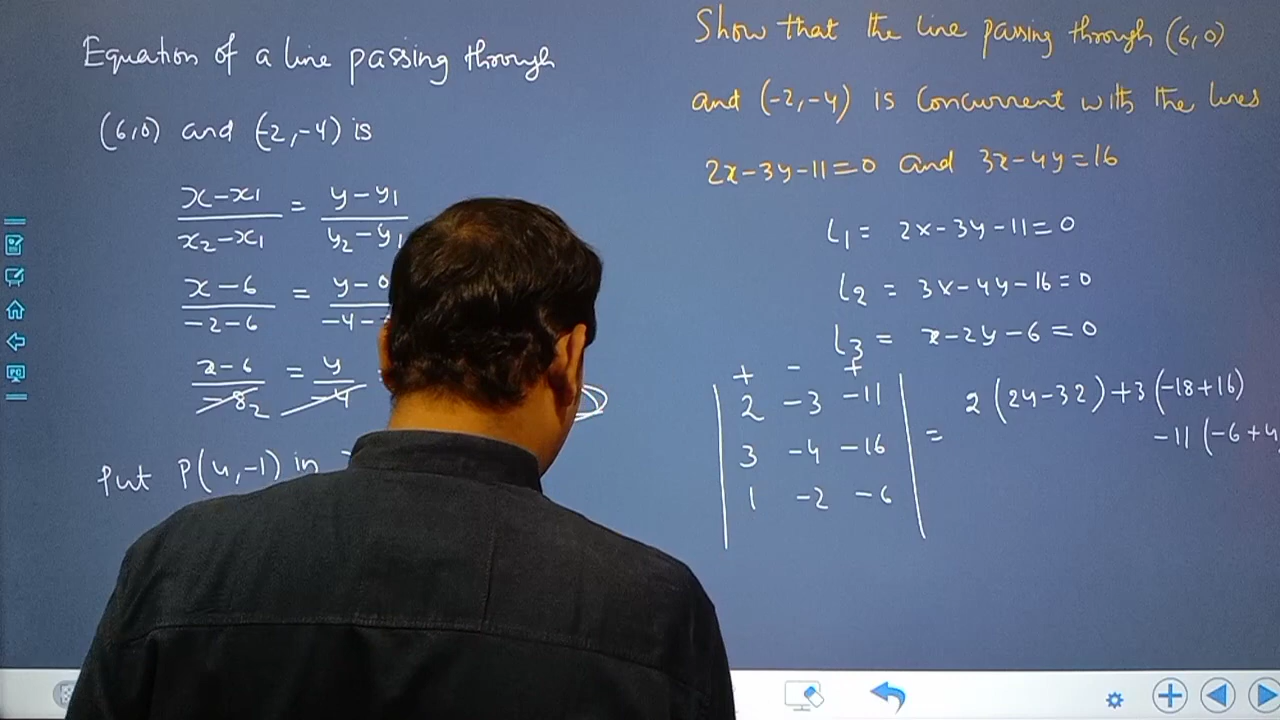 Equation of a line passing through
(6,0) and (-2,-4) is
x-x1 / x2-x1 = y-y1 / y2-y1
x-6 / -2-6 = y-0 / -4-
x-6 / -8 2 = y / -4
Put P(4,-1) in
Show that the line passing through (6,0)
and (-2,-4) is concurrent with the lines
2x-3y-11=0 and 3x-4y=16
L1 = 2x-3y-11=0
L2 = 3x-4y-16=0
L3 = x-2y-6=0
+ - +
2 -3 -11
3 -4 -16
1 -2 -6
= 2(24-32)+3(-18+16)
-11(-6+4